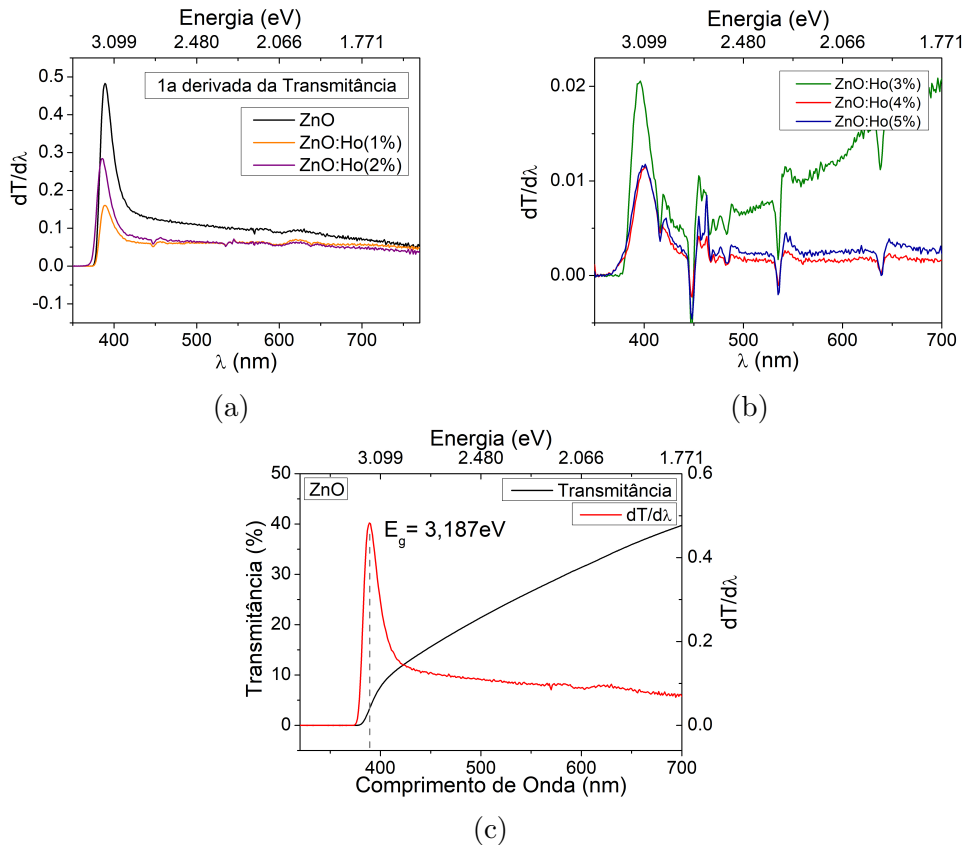 Energia (eV)
3.099 2.480 2.066 1.771
1a derivada da Transmitância
ZnO
ZnO:Ho(1%)
ZnO:Ho(2%)
dT/dλ
0.5
0.4
0.3
0.2
0.1
0.0
-0.1
400 500 600 700
λ (nm)
(a)
Energia (eV)
3.099 2.480 2.066 1.771
ZnO:Ho(3%)
ZnO:Ho(4%)
ZnO:Ho(5%)
dT/dλ
0.02
0.01
0.00
400 500 600 700
λ (nm)
(b)
Energia (eV)
3.099 2.480 2.066 1.771
ZnO
Transmitância
dT/dλ
Eg= 3,187eV
Transmitância (%)
50
40
30
20
10
0
dT/dλ
0.6
0.4
0.2
0.0
400 500 600 700
Comprimento de Onda (nm)
(c)